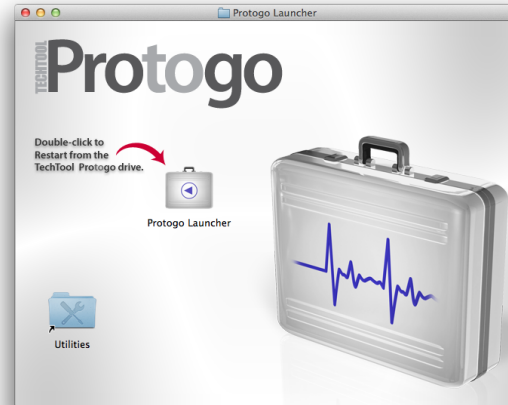 Protogo Launcher
TECHTOOL
Protogo
Double-click to
Restart from the
TechTool Protogo drive.
Protogo Launcher
Utilities